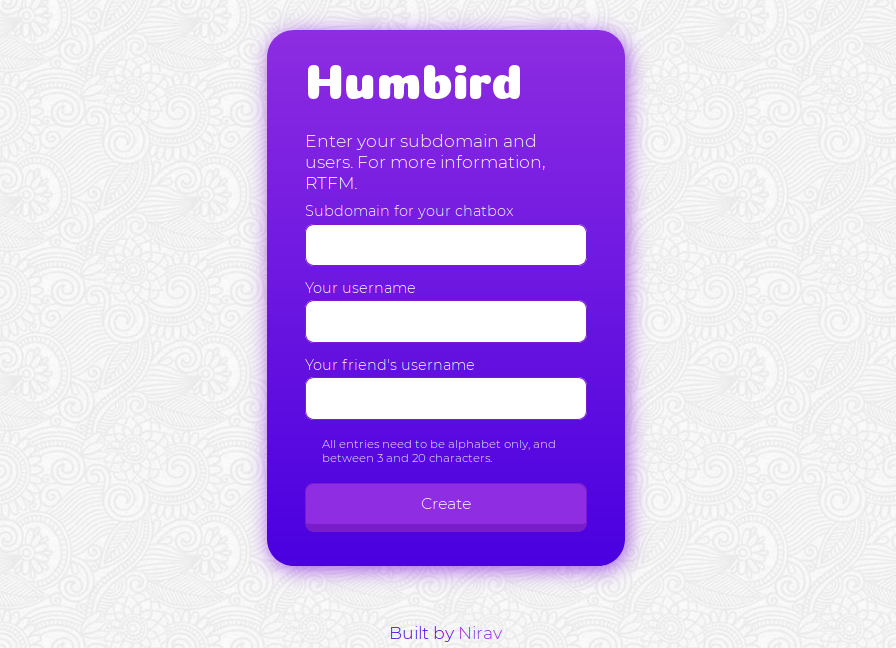 Humbird
Enter your subdomain and
users. For more information,
RTFM.
Subdomain for your chatbox
Your username
Your friend's username
All entries need to be alphabet only, and
between 3 and 20 characters.
Create
Built by Nirav